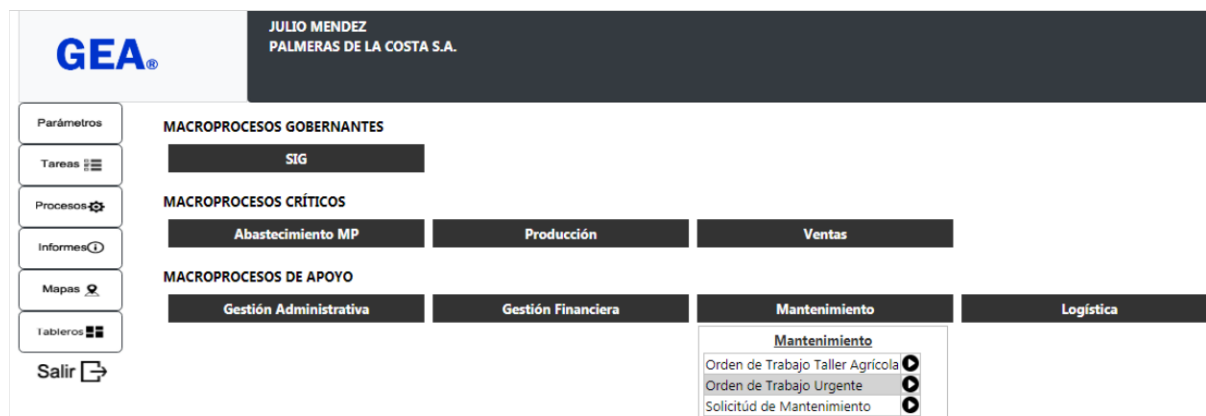 GEA®
JULIO MENDEZ
PALMERAS DE LA COSTA S.A.
Parámetros
Tareas
Procesos
Informes
Mapas
Tableros
Salir
MACROPROCESOS GOBERNANTES
SIG
MACROPROCESOS CRÍTICOS
Abastecimiento MP
Producción
Ventas
MACROPROCESOS DE APOYO
Gestión Administrativa
Gestión Financiera
Mantenimiento
Logística
Mantenimiento
Orden de Trabajo Taller Agrícola
Orden de Trabajo Urgente
Solicitúd de Mantenimiento